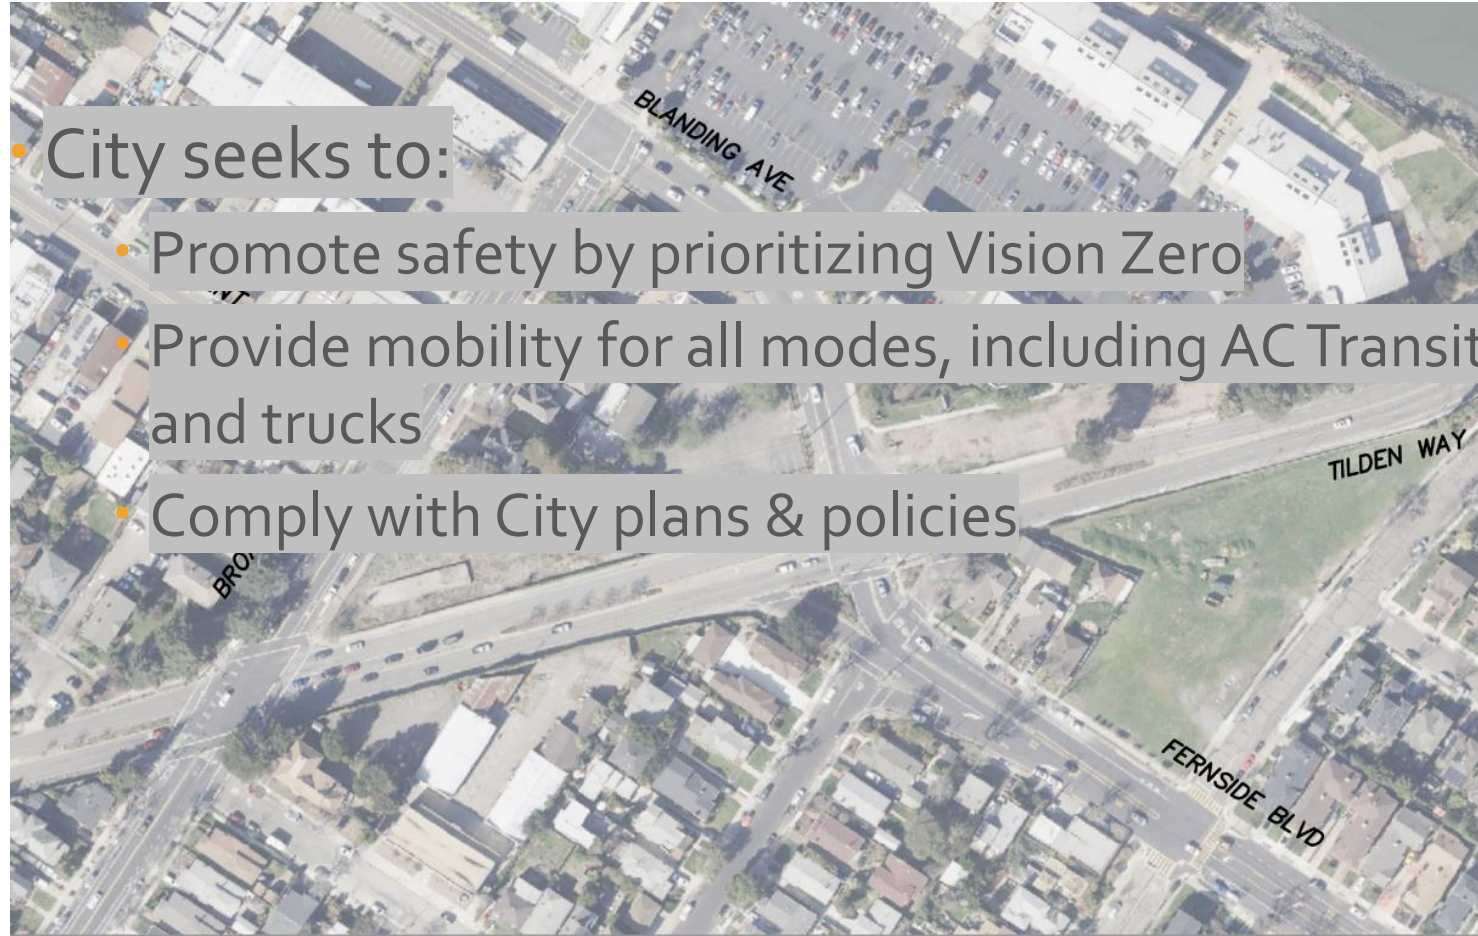 BLANDING AVE
• City seeks to:
• Promote safety by prioritizing Vision Zero
• Provide mobility for all modes, including AC Transit
and trucks
TILDEN WAY
• Comply with City plans & policies
FERNSIDE BLVD